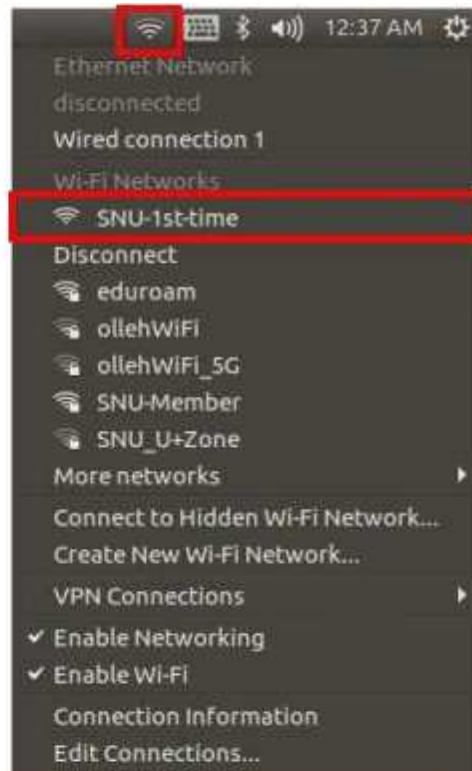 12:37 AM
Ethernet Network
disconnected
Wired connection 1
Wi-Fi Networks
SNU-1st-time
Disconnect
eduroam
ollehWiFi
ollehWiFi_5G
SNU-Member
SNU_U+Zone
More networks
Connect to Hidden Wi-Fi Network...
Create New Wi-Fi Network...
VPN Connections
Enable Networking
Enable Wi-Fi
Connection Information
Edit Connections...